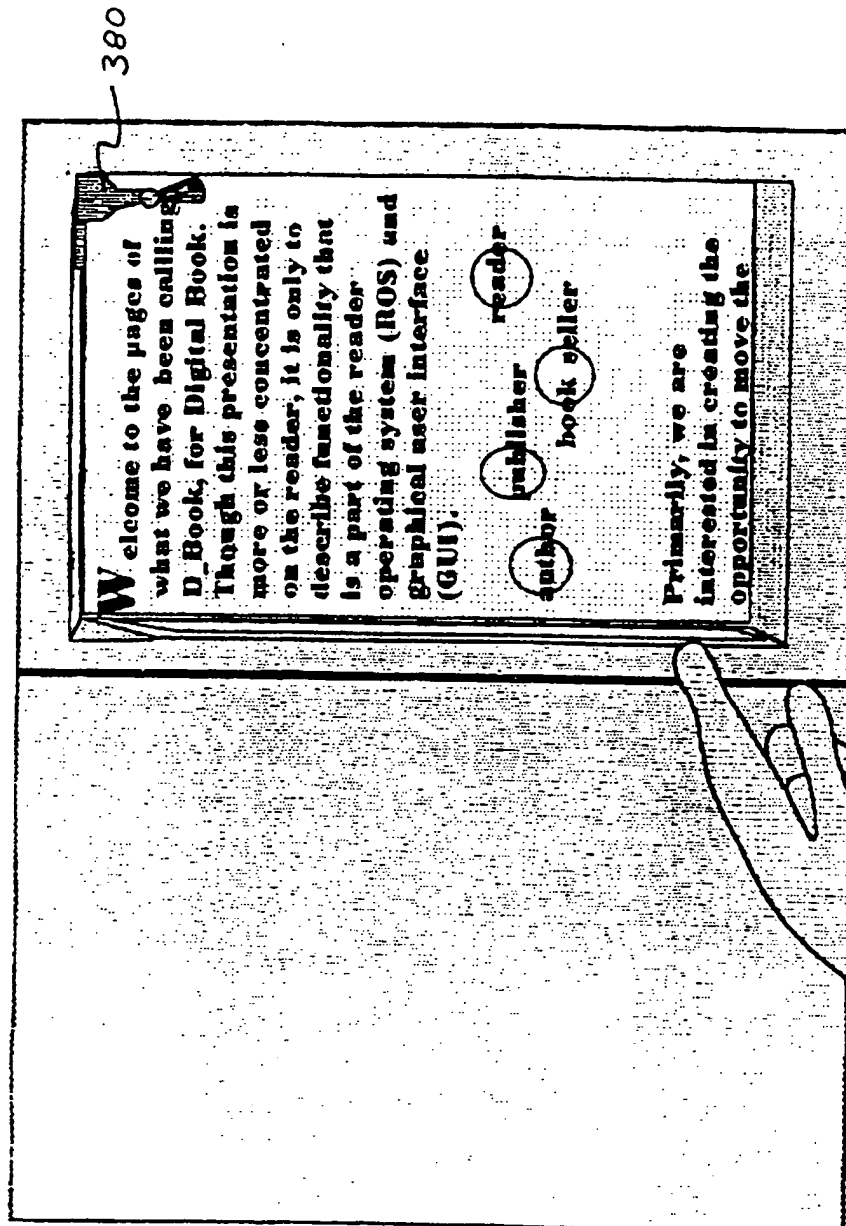 Welcome to the pages of
what we have been callling
D_Book, for Digital Book.
Though this presentation is
more or less concentrated
on the reader, it is only to
describe functionality that
is a part of the reader
operating system (ROS) and
graphical user interface
(GUI).
author
publisher
book seller
reader
Primarily, we are
interested in creating the
opportunity to move the
380